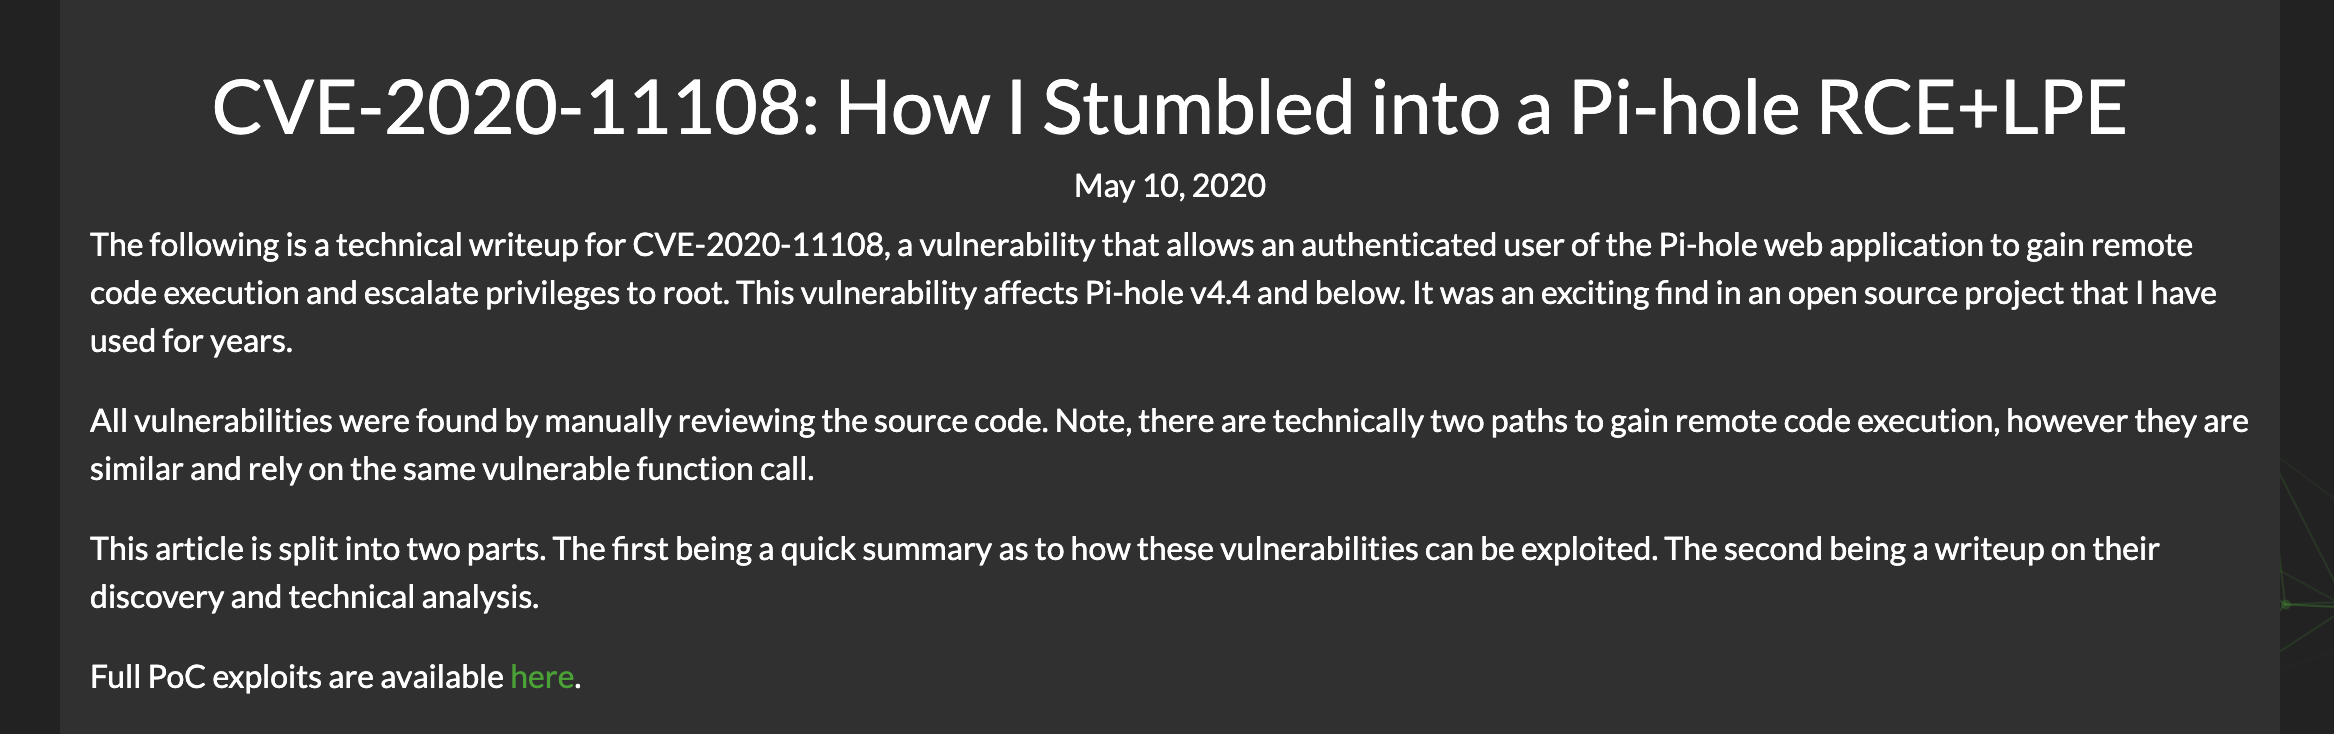 CVE-2020-11108: How I Stumbled into a Pi-hole RCE+LPE
May 10, 2020
The following is a technical writeup for CVE-2020-11108, a vulnerability that allows an authenticated user of the Pi-hole web application to gain remote
code execution and escalate privileges to root. This vulnerability affects Pi-hole v4.4 and below. It was an exciting find in an open source project that I have
used for years.
All vulnerabilities were found by manually reviewing the source code. Note, there are technically two paths to gain remote code execution, however they are
similar and rely on the same vulnerable function call.
This article is split into two parts. The first being a quick summary as to how these vulnerabilities can be exploited. The second being a writeup on their
discovery and technical analysis.
Full PoC exploits are available here.